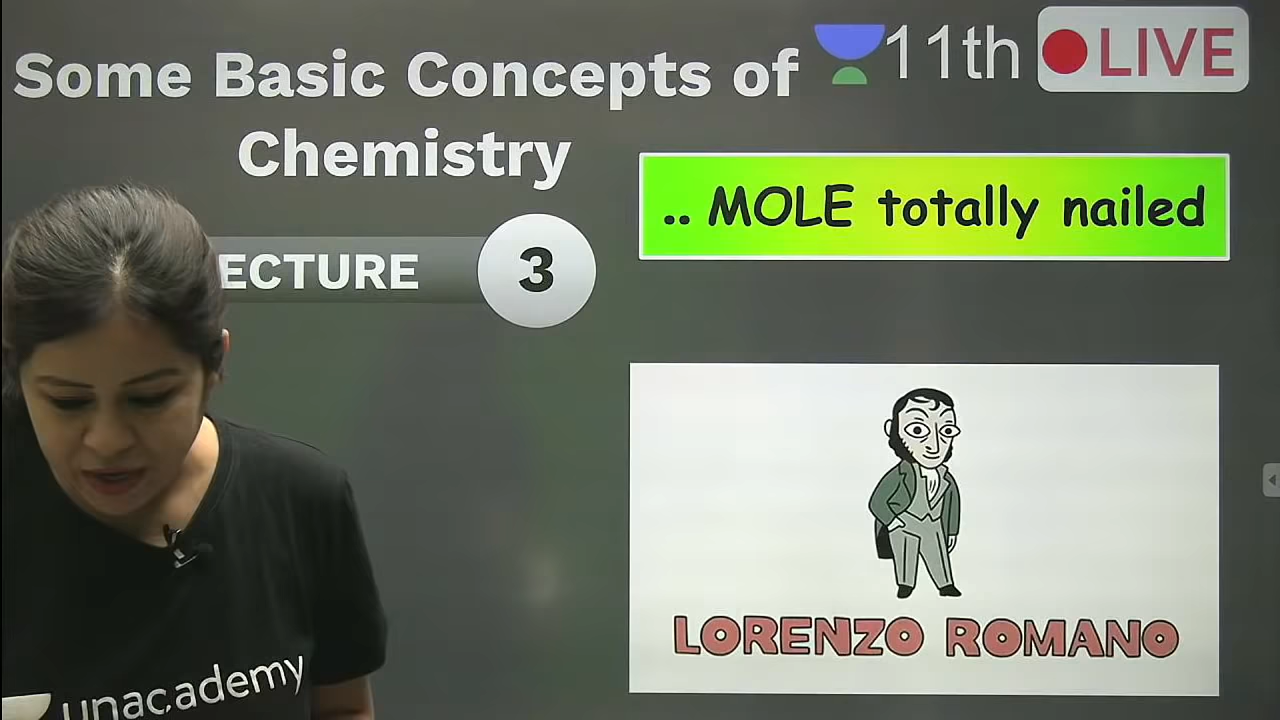 Some Basic Concepts of
Chemistry
11th
LIVE
.. MOLE totally nailed
ECTURE
3
LORENZO ROMANO
unacademy